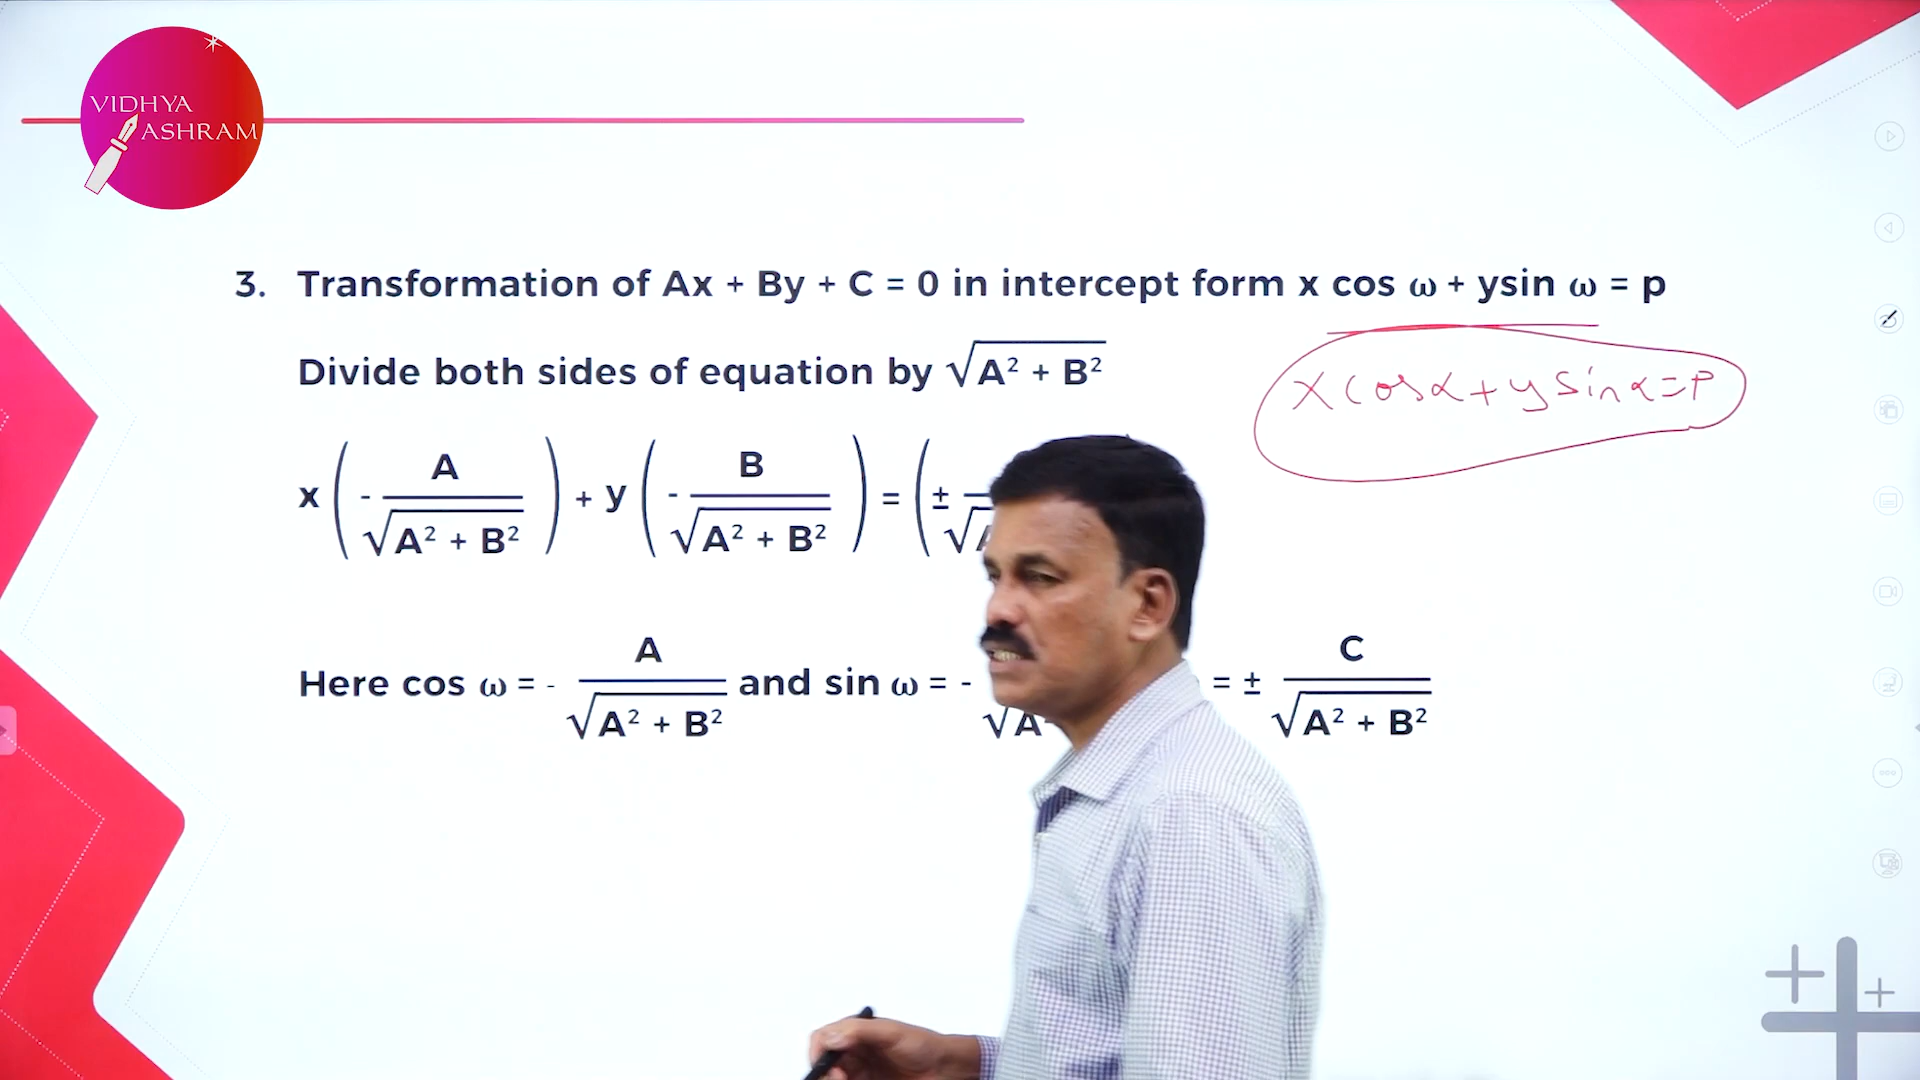 VIDHYA
ASHRAM
3. Transformation of Ax + By + C = 0 in intercept form x cos ω + ysin ω = p
Divide both sides of equation by √A² + B²
x cosα + y sinα = P
x ( - A / √A² + B² ) + y ( - B / √A² + B² ) = ( ±
Here cos ω = - A / √A² + B² and sin ω = - = ± C / √A² + B²